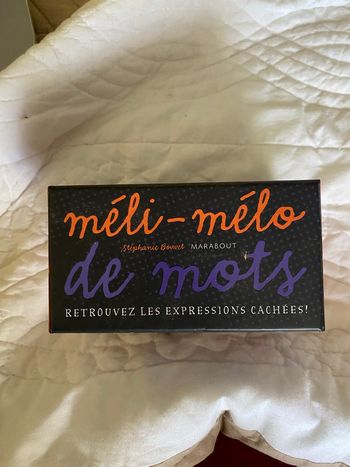 méli-mélo
Stéphanie Bouvet MARABOUT
de mots
RETROUVEZ LES EXPRESSIONS CACHÉES!